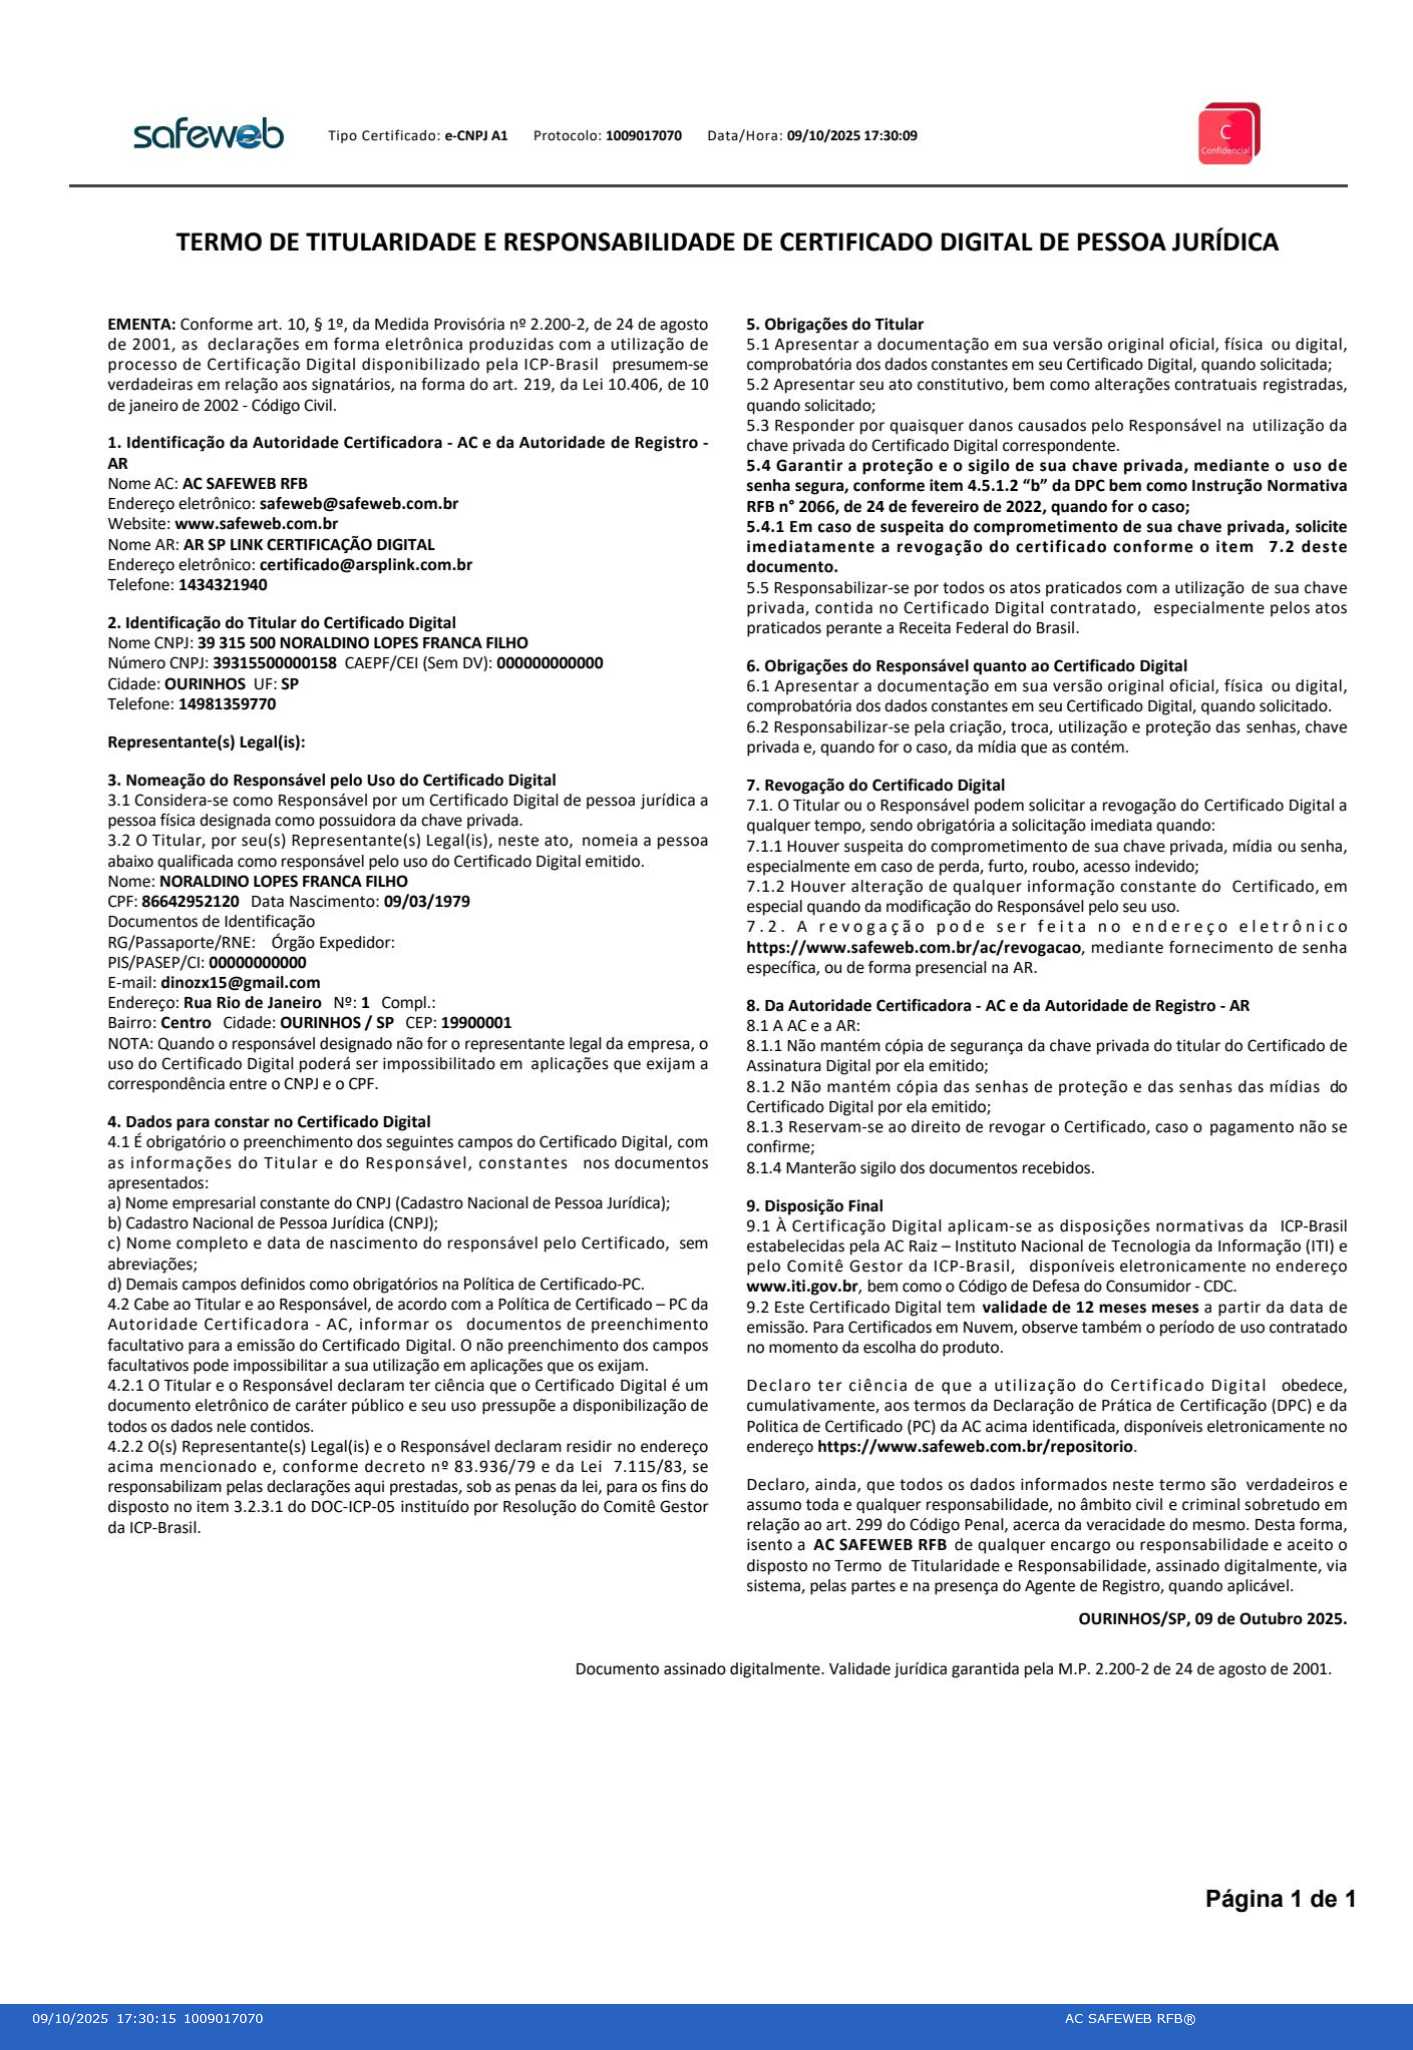 safeweb
Tipo Certificado: e-CNPJ A1 Protocolo: 1009017070 Data/Hora: 09/10/2025 17:30:09
C
Confidencial
TERMO DE TITULARIDADE E RESPONSABILIDADE DE CERTIFICADO DIGITAL DE PESSOA JURÍDICA
EMENTA: Conforme art. 10, § 1º, da Medida Provisória nº 2.200-2, de 24 de agosto
de 2001, as declarações em forma eletrônica produzidas com a utilização de
processo de Certificação Digital disponibilizado pela ICP-Brasil presumem-se
verdadeiras em relação aos signatários, na forma do art. 219, da Lei 10.406, de 10
de janeiro de 2002 - Código Civil.
1. Identificação da Autoridade Certificadora - AC e da Autoridade de Registro -
AR
Nome AC: AC SAFEWEB RFB
Endereço eletrônico: safeweb@safeweb.com.br
Website: www.safeweb.com.br
Nome AR: AR SP LINK CERTIFICAÇÃO DIGITAL
Endereço eletrônico: certificado@arsplink.com.br
Telefone: 1434321940
2. Identificação do Titular do Certificado Digital
Nome CNPJ: 39 315 500 NORALDINO LOPES FRANCA FILHO
Número CNPJ: 39315500000158 CAEPF/CEI (Sem DV): 000000000000
Cidade: OURINHOS UF: SP
Telefone: 14981359770
Representante(s) Legal(is):
3. Nomeação do Responsável pelo Uso do Certificado Digital
3.1 Considera-se como Responsável por um Certificado Digital de pessoa jurídica a
pessoa física designada como possuidora da chave privada.
3.2 O Titular, por seu(s) Representante(s) Legal(is), neste ato, nomeia a pessoa
abaixo qualificada como responsável pelo uso do Certificado Digital emitido.
Nome: NORALDINO LOPES FRANCA FILHO
CPF: 86642952120 Data Nascimento: 09/03/1979
Documentos de Identificação
RG/Passaporte/RNE: Órgão Expedidor:
PIS/PASEP/CI: 00000000000
E-mail: dinozx15@gmail.com
Endereço: Rua Rio de Janeiro Nº: 1 Compl.:
Bairro: Centro Cidade: OURINHOS / SP CEP: 19900001
NOTA: Quando o responsável designado não for o representante legal da empresa, o
uso do Certificado Digital poderá ser impossibilitado em aplicações que exijam a
correspondência entre o CNPJ e o CPF.
4. Dados para constar no Certificado Digital
4.1 É obrigatório o preenchimento dos seguintes campos do Certificado Digital, com
as informações do Titular e do Responsável, constantes nos documentos
apresentados:
a) Nome empresarial constante do CNPJ (Cadastro Nacional de Pessoa Jurídica);
b) Cadastro Nacional de Pessoa Jurídica (CNPJ);
c) Nome completo e data de nascimento do responsável pelo Certificado, sem
abreviações;
d) Demais campos definidos como obrigatórios na Política de Certificado-PC.
4.2 Cabe ao Titular e ao Responsável, de acordo com a Política de Certificado – PC da
Autoridade Certificadora - AC, informar os documentos de preenchimento
facultativo para a emissão do Certificado Digital. O não preenchimento dos campos
facultativos pode impossibilitar a sua utilização em aplicações que os exijam.
4.2.1 O Titular e o Responsável declaram ter ciência que o Certificado Digital é um
documento eletrônico de caráter público e seu uso pressupõe a disponibilização de
todos os dados nele contidos.
4.2.2 O(s) Representante(s) Legal(is) e o Responsável declaram residir no endereço
acima mencionado e, conforme decreto nº 83.936/79 e da Lei 7.115/83, se
responsabilizam pelas declarações aqui prestadas, sob as penas da lei, para os fins do
disposto no item 3.2.3.1 do DOC-ICP-05 instituído por Resolução do Comitê Gestor
da ICP-Brasil.
5. Obrigações do Titular
5.1 Apresentar a documentação em sua versão original oficial, física ou digital,
comprobatória dos dados constantes em seu Certificado Digital, quando solicitada;
5.2 Apresentar seu ato constitutivo, bem como alterações contratuais registradas,
quando solicitado;
5.3 Responder por quaisquer danos causados pelo Responsável na utilização da
chave privada do Certificado Digital correspondente.
5.4 Garantir a proteção e o sigilo de sua chave privada, mediante o uso de
senha segura, conforme item 4.5.1.2 “b” da DPC bem como Instrução Normativa
RFB n° 2066, de 24 de fevereiro de 2022, quando for o caso;
5.4.1 Em caso de suspeita do comprometimento de sua chave privada, solicite
imediatamente a revogação do certificado conforme o item 7.2 deste
documento.
5.5 Responsabilizar-se por todos os atos praticados com a utilização de sua chave
privada, contida no Certificado Digital contratado, especialmente pelos atos
praticados perante a Receita Federal do Brasil.
6. Obrigações do Responsável quanto ao Certificado Digital
6.1 Apresentar a documentação em sua versão original oficial, física ou digital,
comprobatória dos dados constantes em seu Certificado Digital, quando solicitado.
6.2 Responsabilizar-se pela criação, troca, utilização e proteção das senhas, chave
privada e, quando for o caso, da mídia que as contém.
7. Revogação do Certificado Digital
7.1. O Titular ou o Responsável podem solicitar a revogação do Certificado Digital a
qualquer tempo, sendo obrigatória a solicitação imediata quando:
7.1.1 Houver suspeita do comprometimento de sua chave privada, mídia ou senha,
especialmente em caso de perda, furto, roubo, acesso indevido;
7.1.2 Houver alteração de qualquer informação constante do Certificado, em
especial quando da modificação do Responsável pelo seu uso.
7.2. A revogação pode ser feita no endereço eletrônico
https://www.safeweb.com.br/ac/revogacao, mediante fornecimento de senha
específica, ou de forma presencial na AR.
8. Da Autoridade Certificadora - AC e da Autoridade de Registro - AR
8.1 A AC e a AR:
8.1.1 Não mantém cópia de segurança da chave privada do titular do Certificado de
Assinatura Digital por ela emitido;
8.1.2 Não mantém cópia das senhas de proteção e das senhas das mídias do
Certificado Digital por ela emitido;
8.1.3 Reservam-se ao direito de revogar o Certificado, caso o pagamento não se
confirme;
8.1.4 Manterão sigilo dos documentos recebidos.
9. Disposição Final
9.1 À Certificação Digital aplicam-se as disposições normativas da ICP-Brasil
estabelecidas pela AC Raiz – Instituto Nacional de Tecnologia da Informação (ITI) e
pelo Comitê Gestor da ICP-Brasil, disponíveis eletronicamente no endereço
www.iti.gov.br, bem como o Código de Defesa do Consumidor - CDC.
9.2 Este Certificado Digital tem validade de 12 meses meses a partir da data de
emissão. Para Certificados em Nuvem, observe também o período de uso contratado
no momento da escolha do produto.
Declaro ter ciência de que a utilização do Certificado Digital obedece,
cumulativamente, aos termos da Declaração de Prática de Certificação (DPC) e da
Politica de Certificado (PC) da AC acima identificada, disponíveis eletronicamente no
endereço https://www.safeweb.com.br/repositorio.
Declaro, ainda, que todos os dados informados neste termo são verdadeiros e
assumo toda e qualquer responsabilidade, no âmbito civil e criminal sobretudo em
relação ao art. 299 do Código Penal, acerca da veracidade do mesmo. Desta forma,
isento a AC SAFEWEB RFB de qualquer encargo ou responsabilidade e aceito o
disposto no Termo de Titularidade e Responsabilidade, assinado digitalmente, via
sistema, pelas partes e na presença do Agente de Registro, quando aplicável.
OURINHOS/SP, 09 de Outubro 2025.
Documento assinado digitalmente. Validade jurídica garantida pela M.P. 2.200-2 de 24 de agosto de 2001.
Página 1 de 1
09/10/2025 17:30:15 1009017070 AC SAFEWEB RFB®